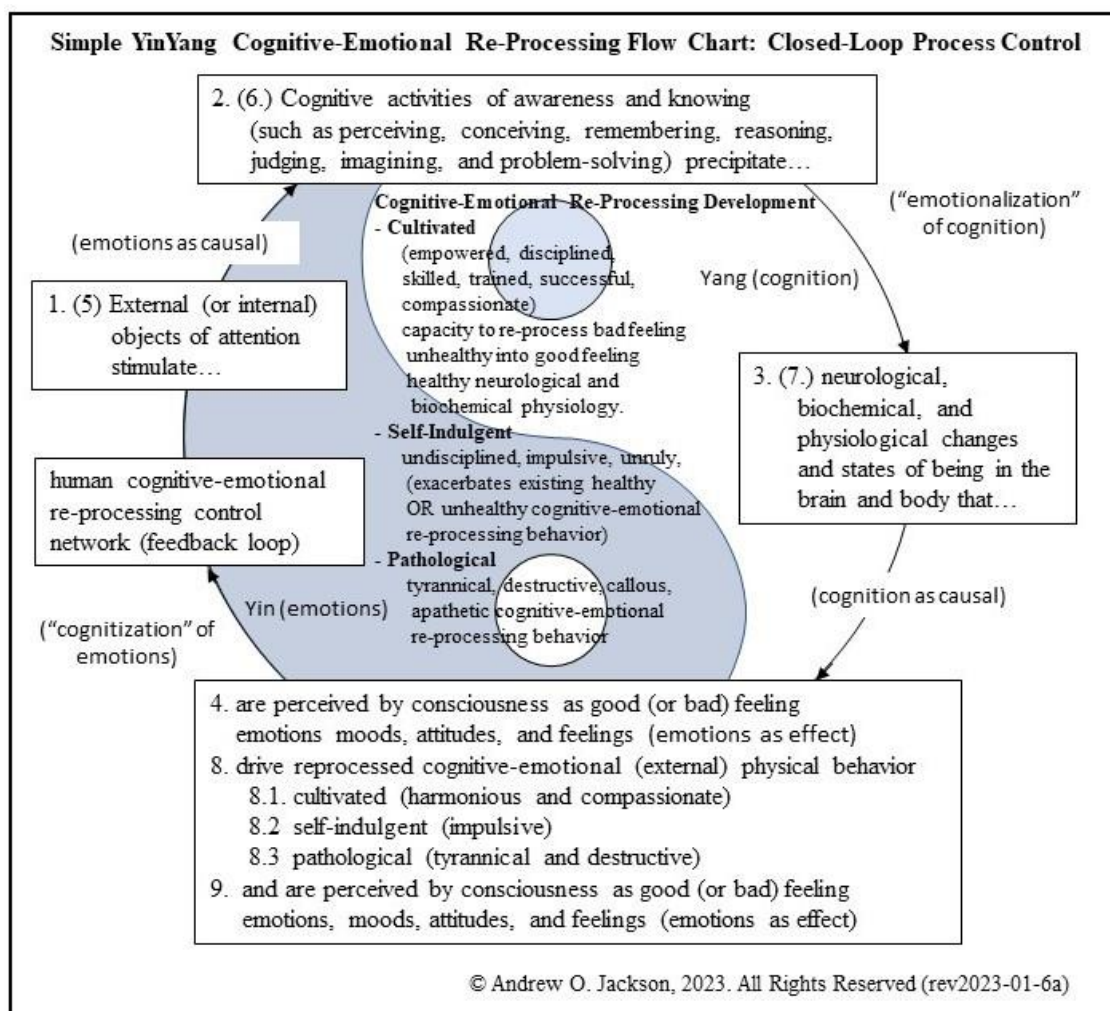 Simple YinYang Cognitive-Emotional Re-Processing Flow Chart: Closed-Loop Process Control
2. (6.) Cognitive activities of awareness and knowing
(such as perceiving, conceiving, remembering, reasoning,
judging, imagining, and problem-solving) precipitate…
("emotionalization"
of cognition)
(emotions as causal)
Yang (cognition)
1. (5) External (or internal)
objects of attention
stimulate…
Cognitive-Emotional Re-Processing Development
- Cultivated
(empowered, disciplined,
skilled, trained, successful,
compassionate)
capacity to re-process bad feeling
unhealthy into good feeling
healthy neurological and
biochemical physiology.
- Self-Indulgent
undisciplined, impulsive, unruly,
(exacerbates existing healthy
OR unhealthy cognitive-emotional
re-processing behavior)
- Pathological
tyrannical, destructive, callous,
apathetic cognitive-emotional
re-processing behavior
3. (7.) neurological,
biochemical, and
physiological changes
and states of being in the
brain and body that…
human cognitive-emotional
re-processing control
network (feedback loop)
Yin (emotions)
(cognition as causal)
("cognitization" of
emotions)
4. are perceived by consciousness as good (or bad) feeling
emotions moods, attitudes, and feelings (emotions as effect)
8. drive reprocessed cognitive-emotional (external) physical behavior
8.1. cultivated (harmonious and compassionate)
8.2 self-indulgent (impulsive)
8.3 pathological (tyrannical and destructive)
9. and are perceived by consciousness as good (or bad) feeling
emotions, moods, attitudes, and feelings (emotions as effect)
© Andrew O. Jackson, 2023. All Rights Reserved (rev2023-01-6a)